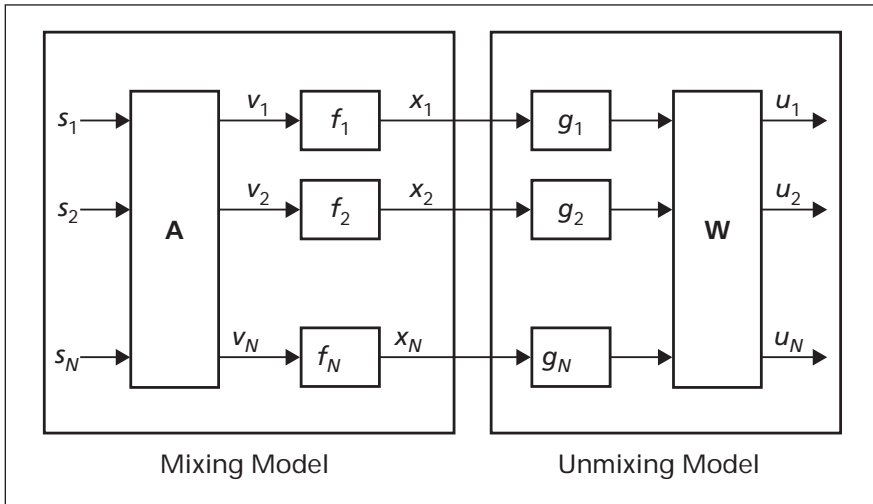 s1 A v1 f1 x1 g1 W u1
s2 v2 f2 x2 g2 u2
sN vN fN xN gN uN
Mixing Model Unmixing Model